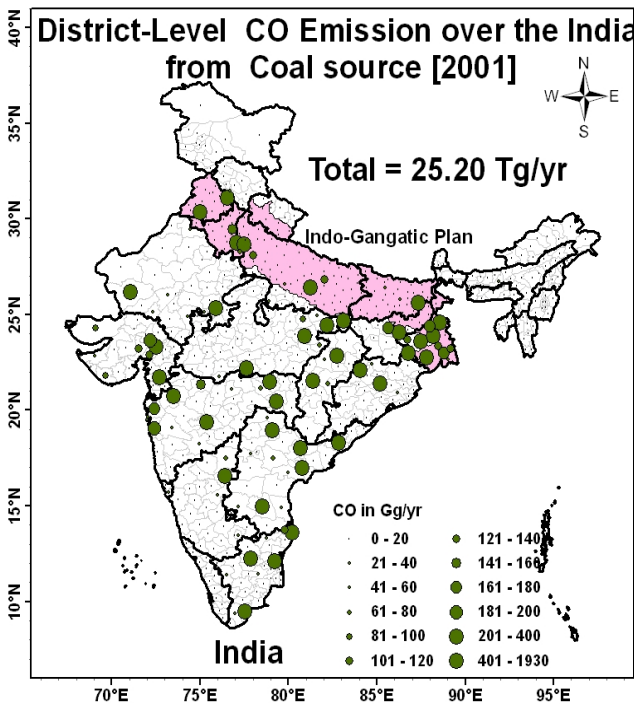 District-Level CO Emission over the India
from Coal source [2001]
N
W E
S
Total = 25.20 Tg/yr
Indo-Gangatic Plan
40°N
35°N
30°N
25°N
20°N
15°N
10°N
CO in Gg/yr
0 - 20
21 - 40
41 - 60
61 - 80
81 - 100
101 - 120
121 - 140
141 - 160
161 - 180
181 - 200
201 - 400
401 - 1930
India
70°E 75°E 80°E 85°E 90°E 95°E